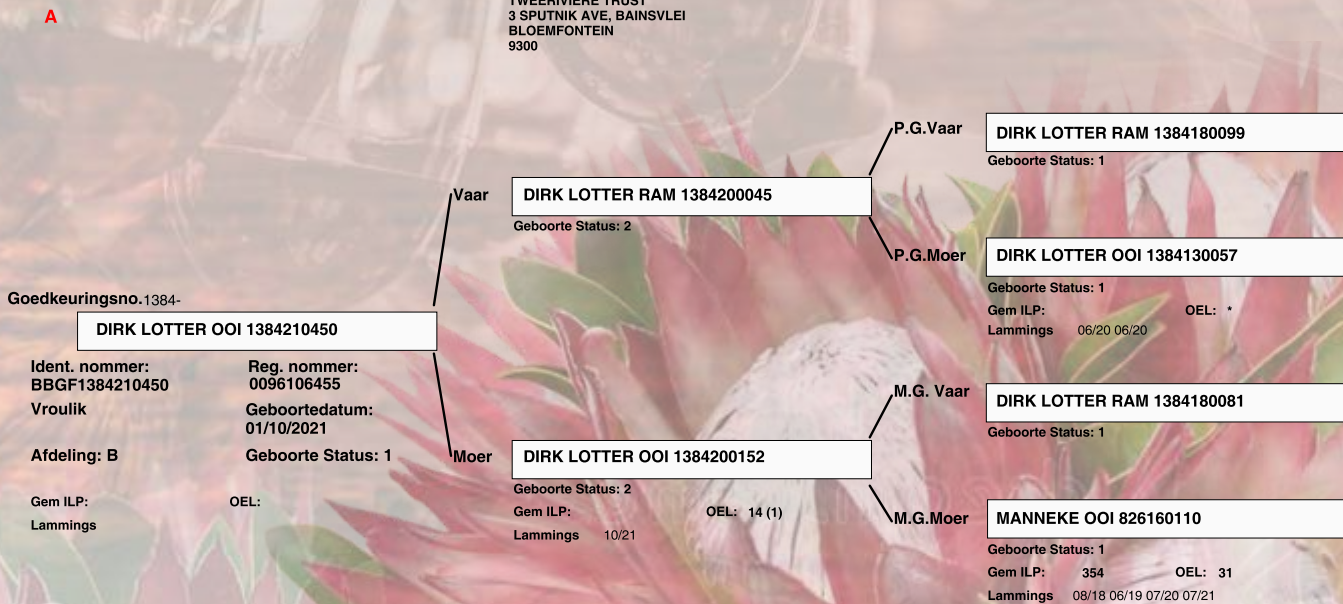 A
TWEERIVIERE TRUST
3 SPUTNIK AVE, BAINSVLEI
BLOEMFONTEIN
9300
Goedkeuringsno. 1384-
DIRK LOTTER OOI 1384210450
Ident. nommer: Reg. nommer:
BBGF1384210450 0096106455
Vroulik Geboortedatum:
01/10/2021
Afdeling: B Geboorte Status: 1
Gem ILP: OEL:
Lammings
Vaar
DIRK LOTTER RAM 1384200045
Geboorte Status: 2
Moer
DIRK LOTTER OOI 1384200152
Geboorte Status: 2
Gem ILP: OEL: 14 (1)
Lammings 10/21
P.G.Vaar
DIRK LOTTER RAM 1384180099
Geboorte Status: 1
P.G.Moer
DIRK LOTTER OOI 1384130057
Geboorte Status: 1
Gem ILP: OEL: *
Lammings 06/20 06/20
M.G. Vaar
DIRK LOTTER RAM 1384180081
Geboorte Status: 1
M.G.Moer
MANNEKE OOI 826160110
Geboorte Status: 1
Gem ILP: 354 OEL: 31
Lammings 08/18 06/19 07/20 07/21